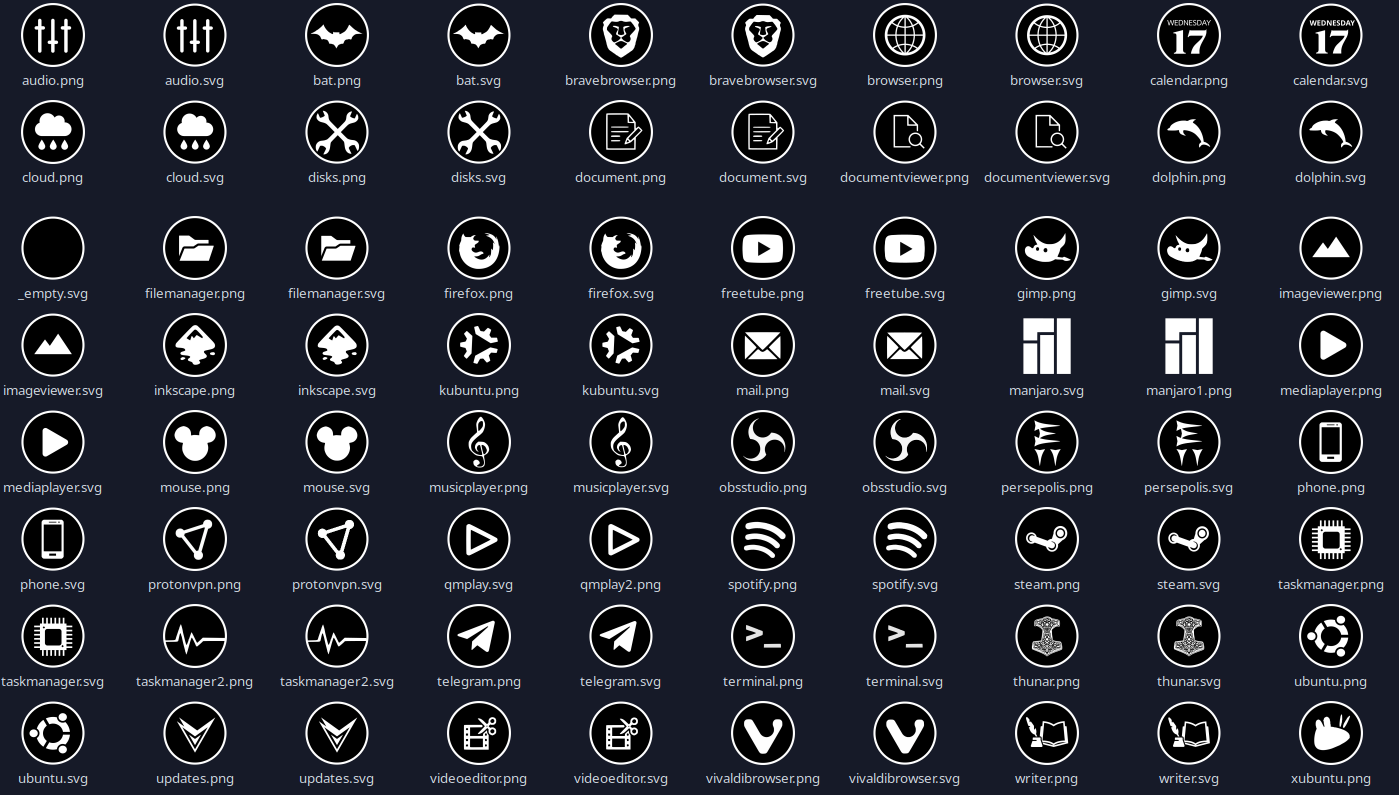 WEDNESDAY WEDNESDAY
17 17
audio.png audio.svg bat.png bat.svg bravebrowser.png bravebrowser.svg browser.png browser.svg calendar.png calendar.svg
cloud.png cloud.svg disks.png disks.svg document.png document.svg documentviewer.png documentviewer.svg dolphin.png dolphin.svg
_empty.svg filemanager.png filemanager.svg firefox.png firefox.svg freetube.png freetube.svg gimp.png gimp.svg imageviewer.png
imageviewer.svg inkscape.png inkscape.svg kubuntu.png kubuntu.svg mail.png mail.svg manjaro.svg manjaro1.png mediaplayer.png
mediaplayer.svg mouse.png mouse.svg musicplayer.png musicplayer.svg obsstudio.png obsstudio.svg persepolis.png persepolis.svg phone.png
phone.svg protonvpn.png protonvpn.svg qmplay.svg qmplay2.png spotify.png spotify.svg steam.png steam.svg taskmanager.png
>_ >_
taskmanager.svg taskmanager2.png taskmanager2.svg telegram.png telegram.svg terminal.png terminal.svg thunar.png thunar.svg ubuntu.png
ubuntu.svg updates.png updates.svg videoeditor.png videoeditor.svg vivaldibrowser.png vivaldibrowser.svg writer.png writer.svg xubuntu.png